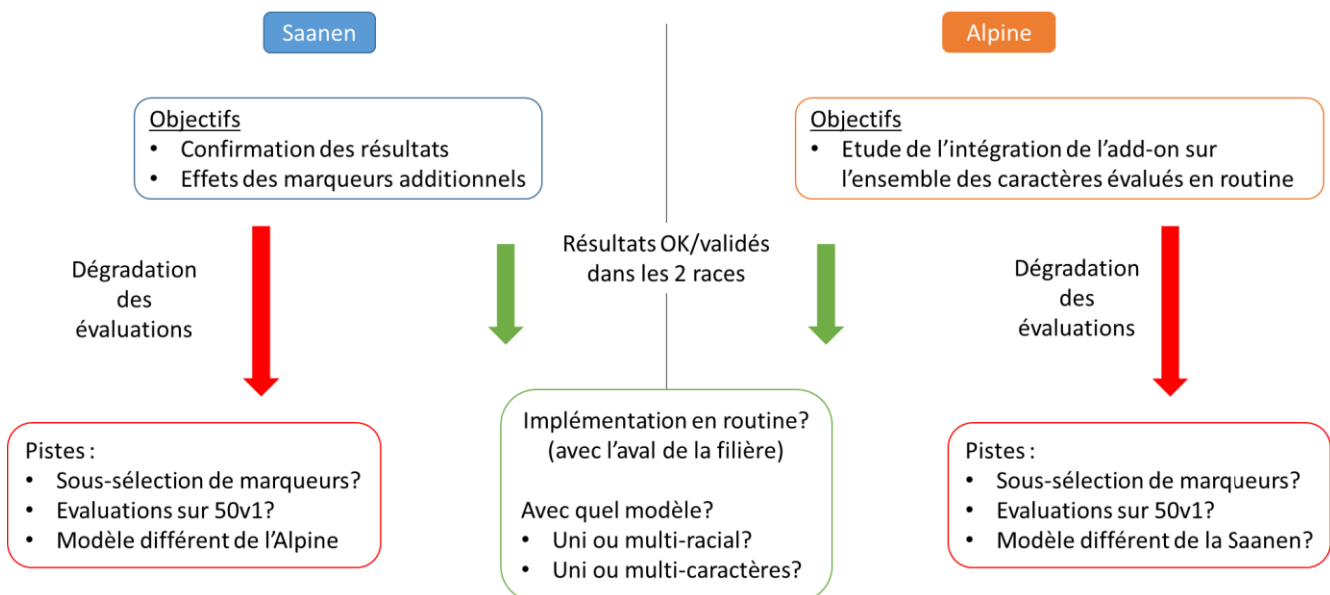 Saanen
Alpine
Objectifs
• Confirmation des résultats
• Effets des marqueurs additionnels
Objectifs
• Etude de l'intégration de l'add-on sur
l'ensemble des caractères évalués en routine
Dégradation
des
évaluations
Résultats OK/validés
dans les 2 races
Dégradation
des
évaluations
Pistes :
• Sous-sélection de marqueurs?
• Evaluations sur 50v1?
• Modèle différent de l'Alpine
Implémentation en routine?
(avec l'aval de la filière)
Avec quel modèle?
• Uni ou multi-racial?
• Uni ou multi-caractères?
Pistes :
• Sous-sélection de marqueurs?
• Evaluations sur 50v1?
• Modèle différent de la Saanen?